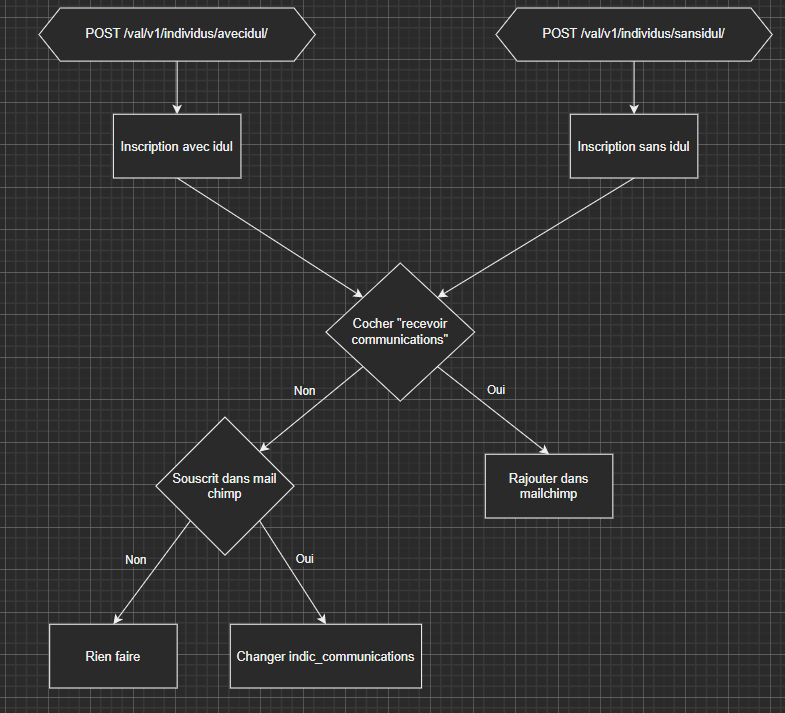 POST /val/v1/individus/avecidul/
POST /val/v1/individus/sansidul/
Inscription avec idul
Inscription sans idul
Cocher "recevoir
communications"
Non
Oui
Souscrit dans mail
chimp
Rajouter dans
mailchimp
Non
Oui
Rien faire
Changer indic_communications